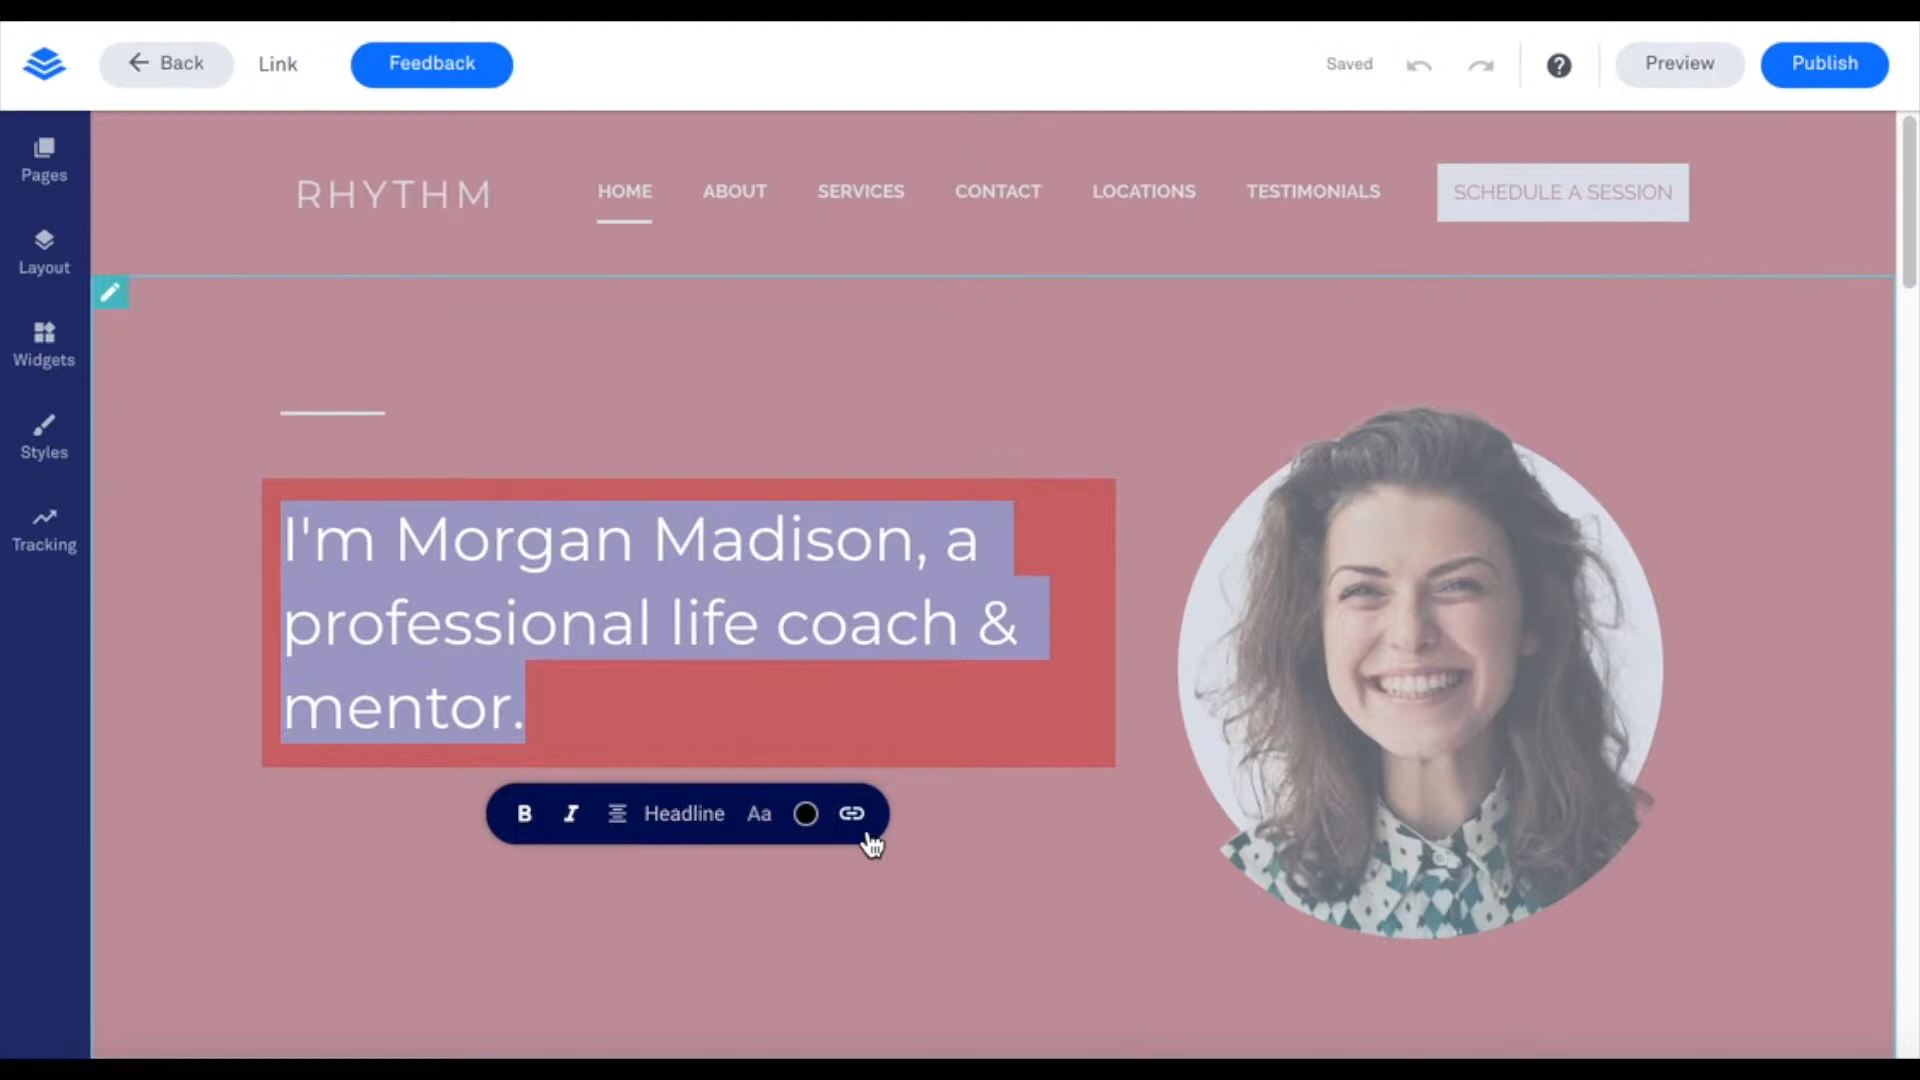 Back
Link
Feedback
Saved
Preview
Publish
Pages
Layout
Widgets
Styles
Tracking
RHYTHM
HOME
ABOUT
SERVICES
CONTACT
LOCATIONS
TESTIMONIALS
SCHEDULE A SESSION
I'm Morgan Madison, a
professional life coach &
mentor.
B I Headline Aa